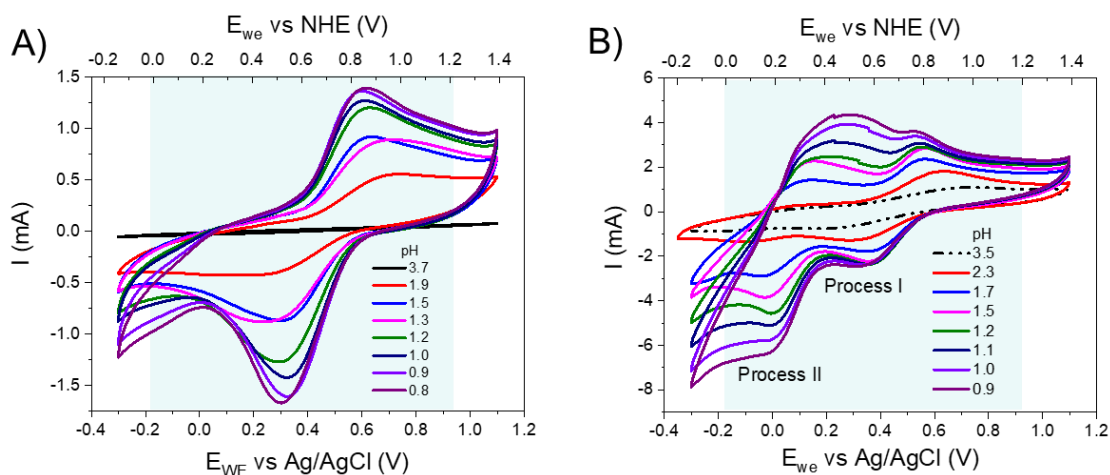 A)
E_we vs NHE (V)
-0.2 0.0 0.2 0.4 0.6 0.8 1.0 1.2 1.4
1.5
1.0
0.5
0.0
-0.5
-1.0
-1.5
I (mA)
pH
3.7
1.9
1.5
1.3
1.2
1.0
0.9
0.8
-0.4 -0.2 0.0 0.2 0.4 0.6 0.8 1.0 1.2
E_WE vs Ag/AgCl (V)
B)
E_we vs NHE (V)
-0.2 0.0 0.2 0.4 0.6 0.8 1.0 1.2 1.4
6
4
2
0
-2
-4
-6
-8
I (mA)
Process I
Process II
pH
3.5
2.3
1.7
1.5
1.2
1.1
1.0
0.9
-0.4 -0.2 0.0 0.2 0.4 0.6 0.8 1.0 1.2
E_we vs Ag/AgCl (V)